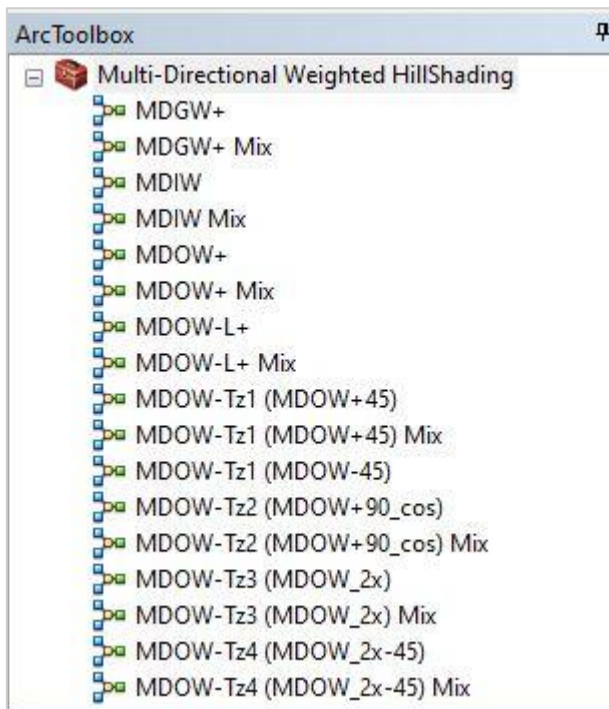 ArcToolbox
Multi-Directional Weighted HillShading
MDGW+
MDGW+ Mix
MDIW
MDIW Mix
MDOW+
MDOW+ Mix
MDOW-L+
MDOW-L+ Mix
MDOW-Tz1 (MDOW+45)
MDOW-Tz1 (MDOW+45) Mix
MDOW-Tz1 (MDOW-45)
MDOW-Tz2 (MDOW+90_cos)
MDOW-Tz2 (MDOW+90_cos) Mix
MDOW-Tz3 (MDOW_2x)
MDOW-Tz3 (MDOW_2x) Mix
MDOW-Tz4 (MDOW_2x-45)
MDOW-Tz4 (MDOW_2x-45) Mix